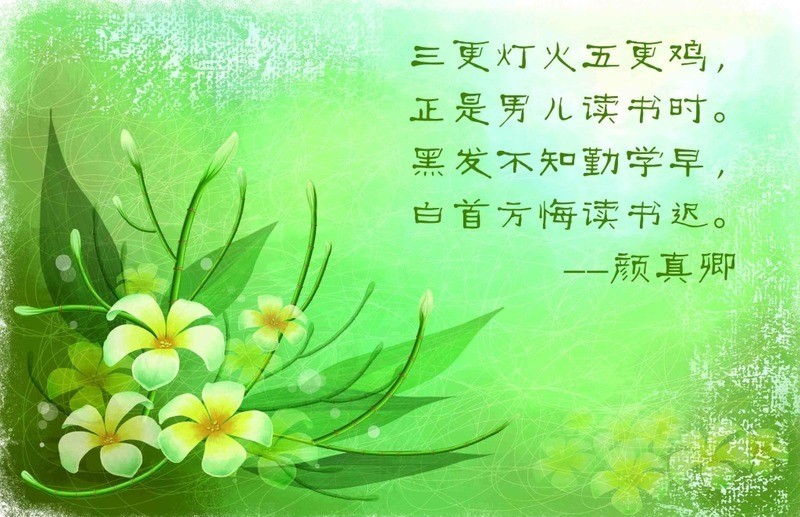 三更灯火五更鸡，
正是男儿读书时。
黑发不知勤学早，
白首方悔读书迟。
——颜真卿